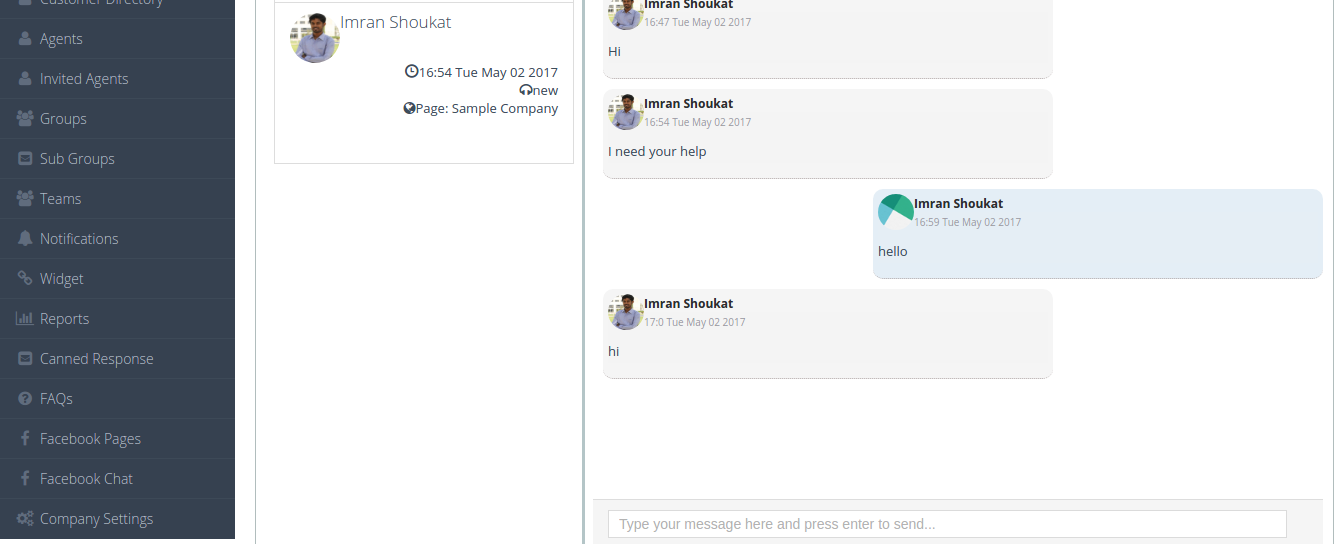 Customer Directory
Agents
Invited Agents
Groups
Sub Groups
Teams
Notifications
Widget
Reports
Canned Response
FAQs
Facebook Pages
Facebook Chat
Company Settings
Imran Shoukat
16:54 Tue May 02 2017
new
Page: Sample Company
Imran Shoukat
16:47 Tue May 02 2017
Hi
Imran Shoukat
16:54 Tue May 02 2017
I need your help
Imran Shoukat
16:59 Tue May 02 2017
hello
Imran Shoukat
17:0 Tue May 02 2017
hi
Type your message here and press enter to send...